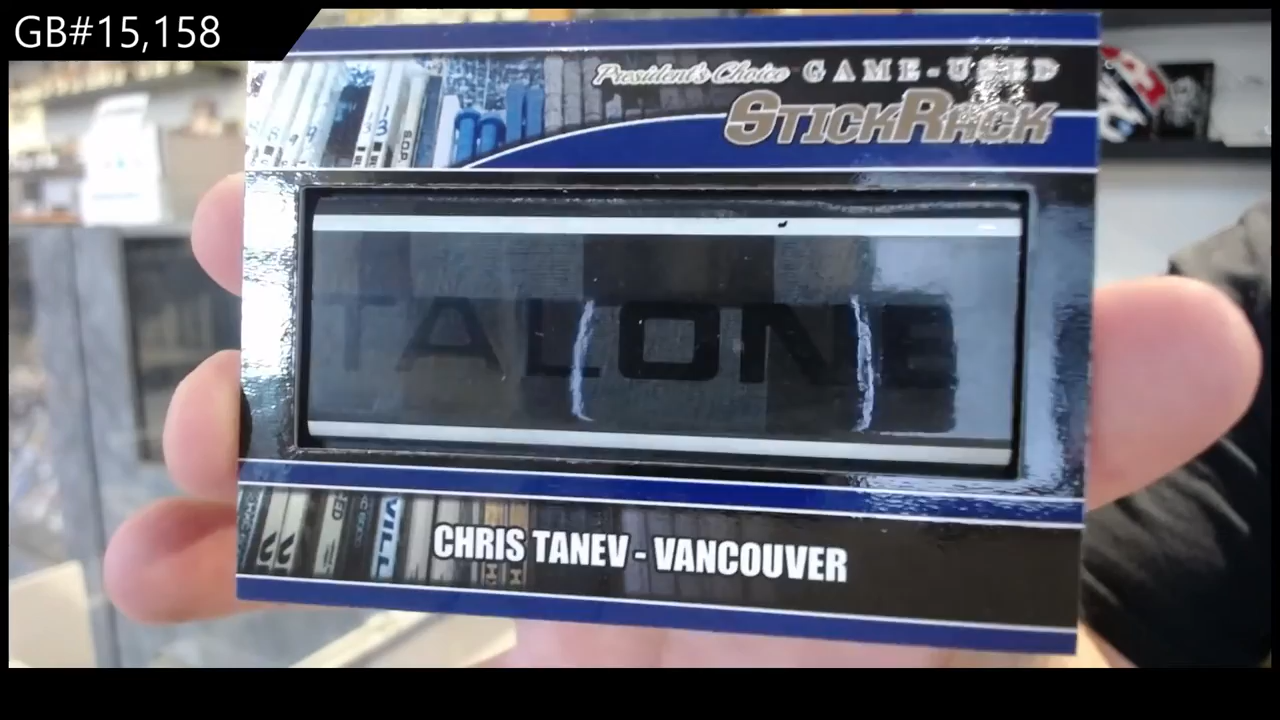 GB#15,158
President's Choice GAME-USED
STICKRACK
TALONE
CHRIS TANEV - VANCOUVER